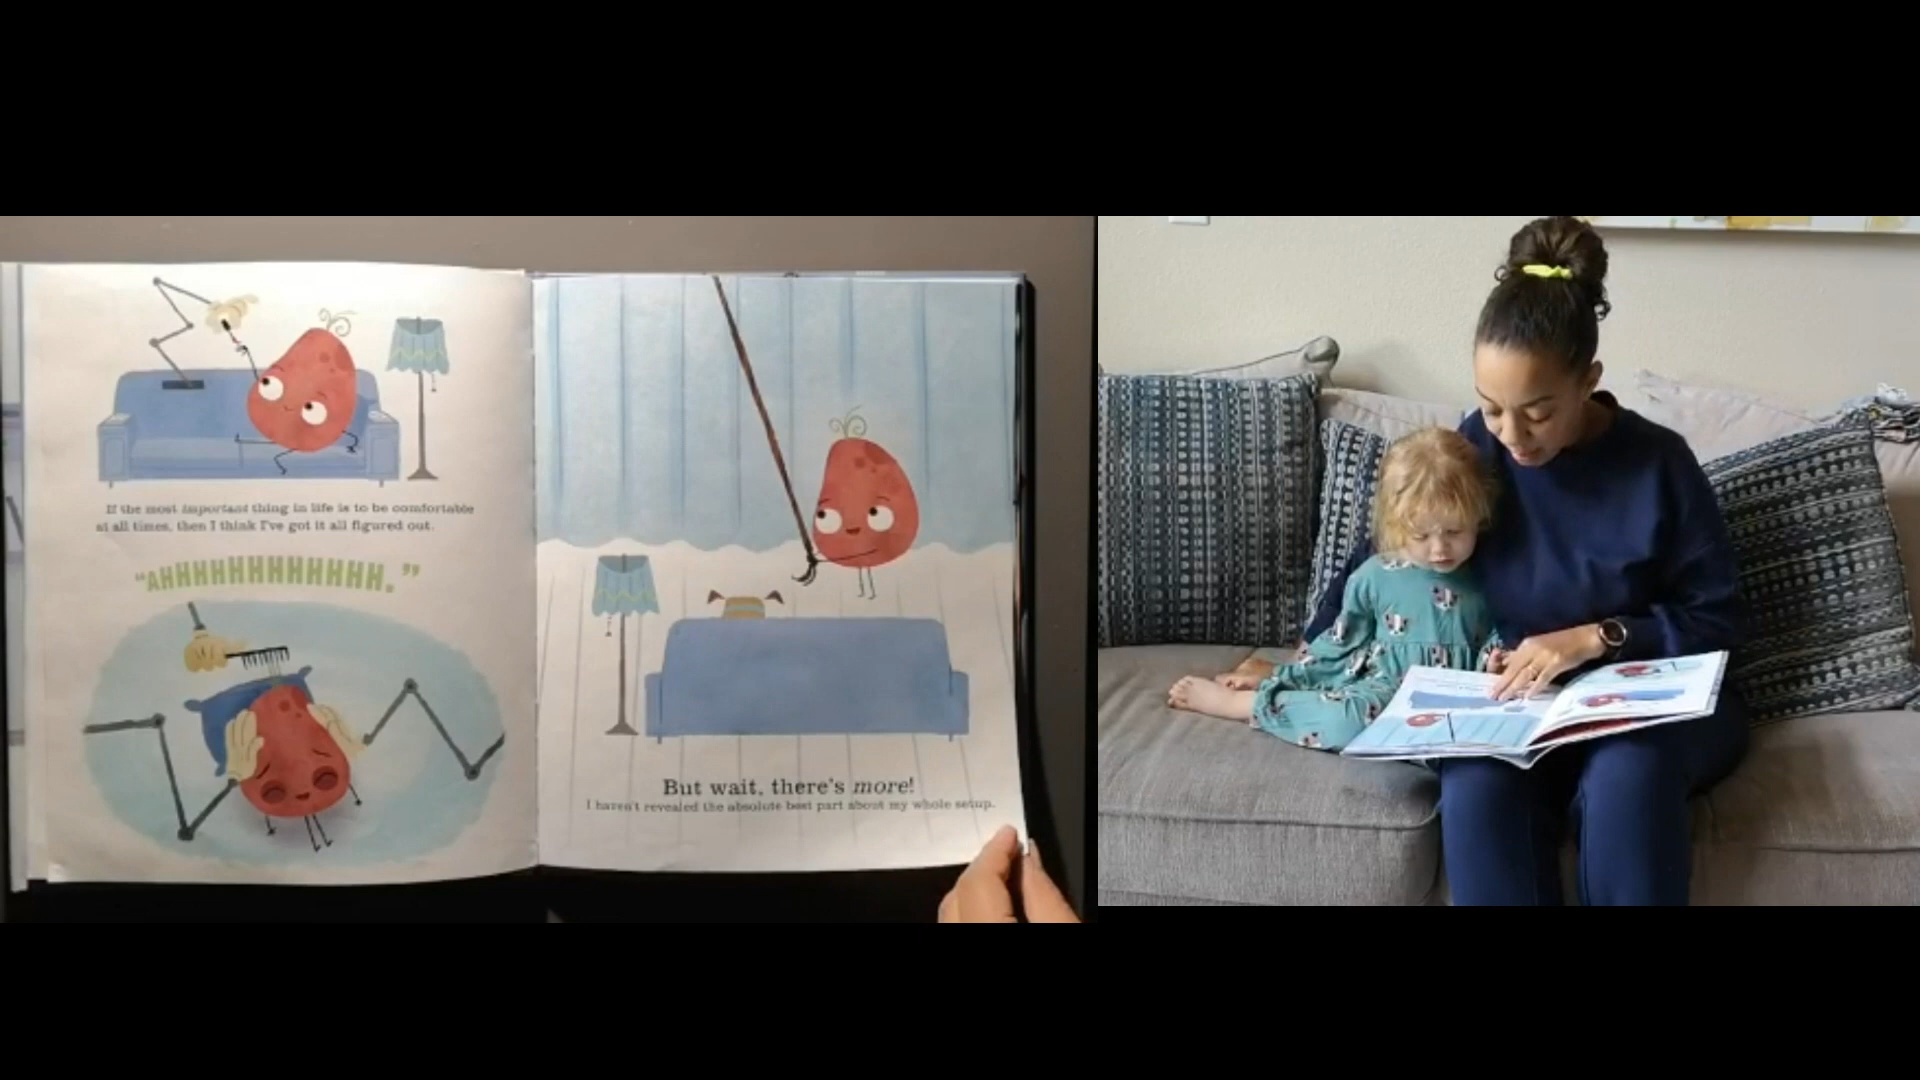 If the most important thing in life is to be comfortable
at all times, then I think I've got it all figured out.
"AHHHHHHHHHHHHH."
But wait, there's more!
I haven't revealed the absolute best part about my whole setup.